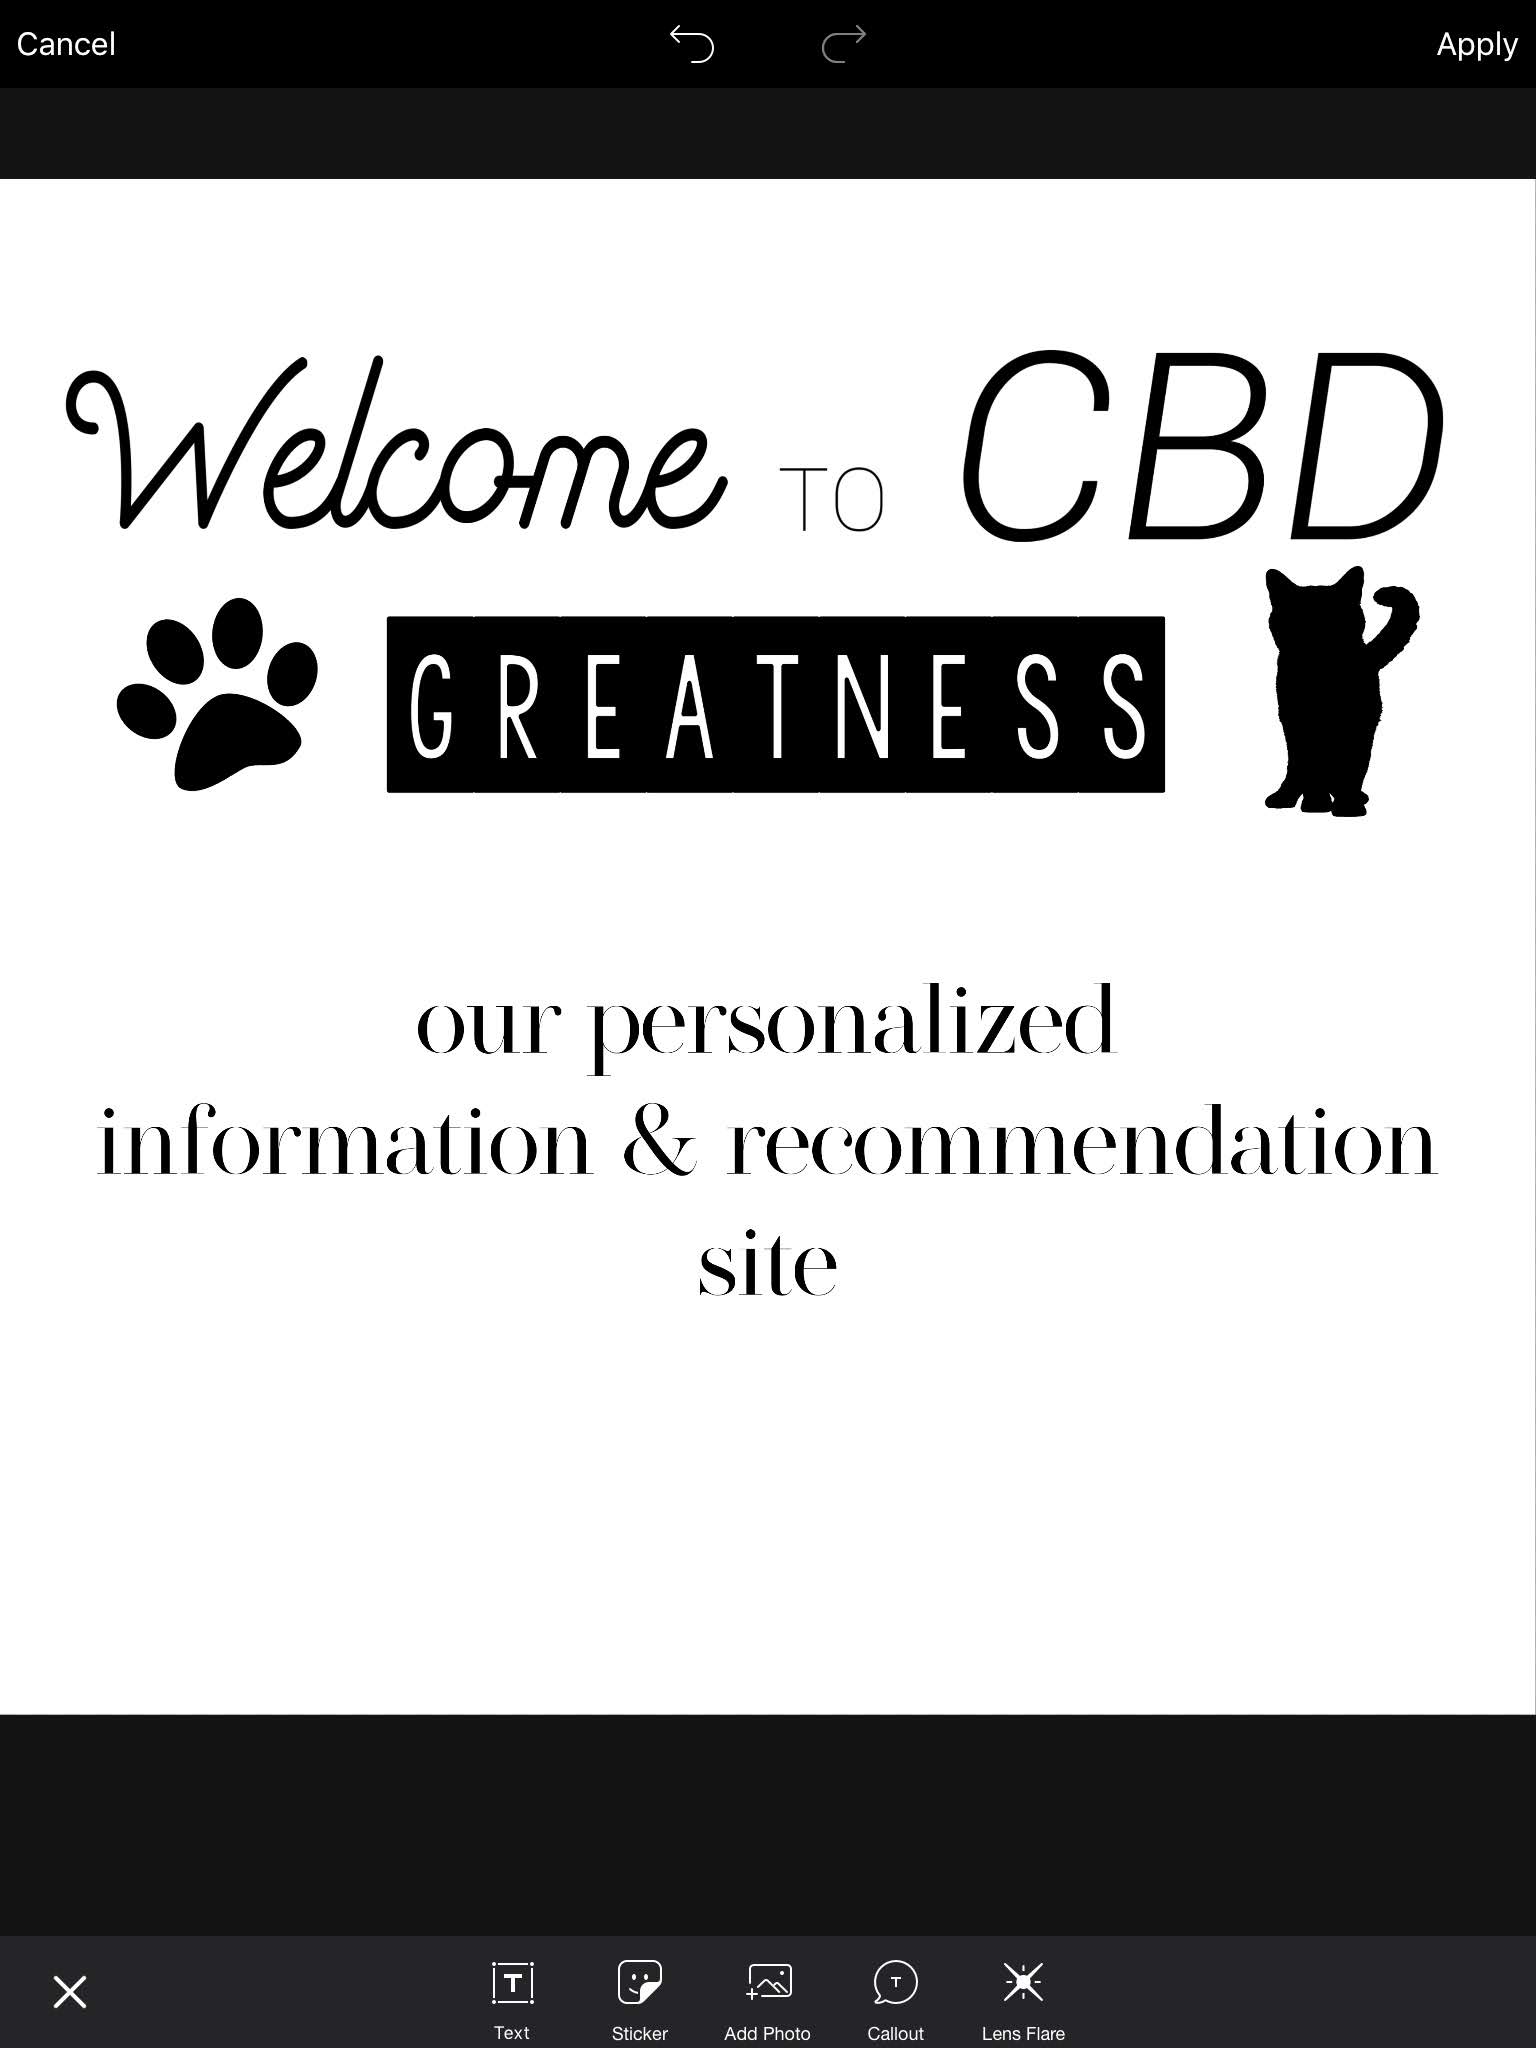 Cancel Apply
Welcome TO CBD
GREATNESS
our personalized
information & recommendation
site
T T
Text Sticker Add Photo Callout Lens Flare